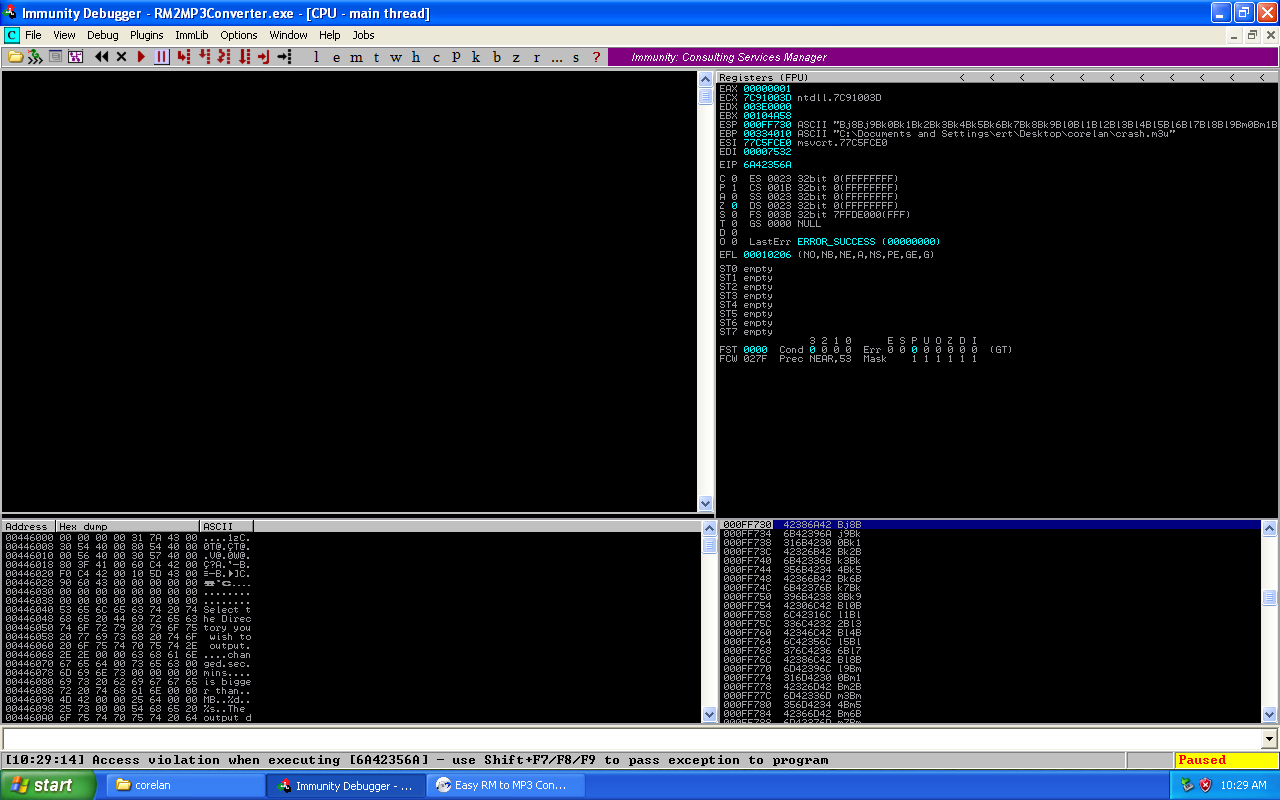 Immunity Debugger - RM2MP3Converter.exe - [CPU - main thread]
C File View Debug Plugins ImmLib Options Window Help Jobs
l e m t w h c P k b z r ... s ? Immunity: Consulting Services Manager
Registers (FPU) < < < < < < < < < < <
EAX 00000001
ECX 7C91003D ntdll.7C91003D
EDX 003E0000
EBX 00104A58
ESP 000FF730 ASCII "Bj8Bj9Bk0Bk1Bk2Bk3Bk4Bk5Bk6Bk7Bk8Bk9Bl0Bl1Bl2Bl3Bl4Bl5Bl6Bl7Bl8Bl9Bm0Bm1B
EBP 00334010 ASCII "C:\Documents and Settings\ert\Desktop\corelan\crash.m3u"
ESI 77C5FCE0 msvcrt.77C5FCE0
EDI 00007532
EIP 6A42356A
C 0 ES 0023 32bit 0(FFFFFFFF)
P 1 CS 001B 32bit 0(FFFFFFFF)
A 0 SS 0023 32bit 0(FFFFFFFF)
Z 0 DS 0023 32bit 0(FFFFFFFF)
S 0 FS 003B 32bit 7FFDE000(FFF)
T 0 GS 0000 NULL
D 0
O 0 LastErr ERROR_SUCCESS (00000000)
EFL 00010206 (NO,NB,NE,A,NS,PE,GE,G)
ST0 empty
ST1 empty
ST2 empty
ST3 empty
ST4 empty
ST5 empty
ST6 empty
ST7 empty
3 2 1 0 E S P U O Z D I
FST 0000 Cond 0 0 0 0 Err 0 0 0 0 0 0 0 0 (GT)
FCW 027F Prec NEAR,53 Mask 1 1 1 1 1 1
Address Hex dump ASCII
00446000 00 00 00 00 31 7A 43 00 ....1zC.
00446008 30 54 40 00 80 54 40 00 0T@.ÇT@.
00446010 00 56 40 00 30 57 40 00 .V@.0W@.
00446018 80 3F 41 00 60 C4 42 00 Ç?A.`─B.
00446020 F0 C4 42 00 10 5D 43 00 ≡─B.►]C.
00446028 90 60 43 00 00 00 00 00
00446030 00 00 00 00 00 00 00 00 ........
00446038 00 00 00 00 00 00 00 00 ........
00446040 53 65 6C 65 63 74 20 74 Select t
00446048 68 65 20 44 69 72 65 63 he Direc
00446050 74 6F 72 79 20 79 6F 75 tory you
00446058 20 77 69 73 68 20 74 6F wish to
00446060 20 6F 75 74 70 75 74 2E output.
00446068 2E 2E 00 00 63 68 61 6E ....chan
00446070 67 65 64 00 73 65 63 00 ged.sec.
00446078 6D 69 6E 73 00 00 00 00 mins....
00446080 69 73 20 62 69 67 67 65 is bigge
00446088 72 20 74 68 61 6E 00 00 r than..
00446090 4D 42 00 00 25 64 00 00 MB..%d..
00446098 25 73 00 00 54 68 65 20 %s..The
004460A0 6F 75 74 70 75 74 20 64 output d
000FF730 42386A42 Bj8B
000FF734 6B42396A j9Bk
000FF738 316B4230 0Bk1
000FF73C 42326B42 Bk2B
000FF740 6B42336B k3Bk
000FF744 356B4234 4Bk5
000FF748 42366B42 Bk6B
000FF74C 6B42376B k7Bk
000FF750 396B4238 8Bk9
000FF754 42306C42 Bl0B
000FF758 6C42316C l1Bl
000FF75C 336C4232 2Bl3
000FF760 42346C42 Bl4B
000FF764 6C42356C l5Bl
000FF768 376C4236 6Bl7
000FF76C 42386C42 Bl8B
000FF770 6D42396C l9Bm
000FF774 316D4230 0Bm1
000FF778 42326D42 Bm2B
000FF77C 6D42336D m3Bm
000FF780 356D4234 4Bm5
000FF784 42366D42 Bm6B
000FF788 6D42376D m7Bm
[10:29:14] Access violation when executing [6A42356A] - use Shift+F7/F8/F9 to pass exception to program Paused
start corelan Immunity Debugger - ... Easy RM to MP3 Con... 10:29 AM